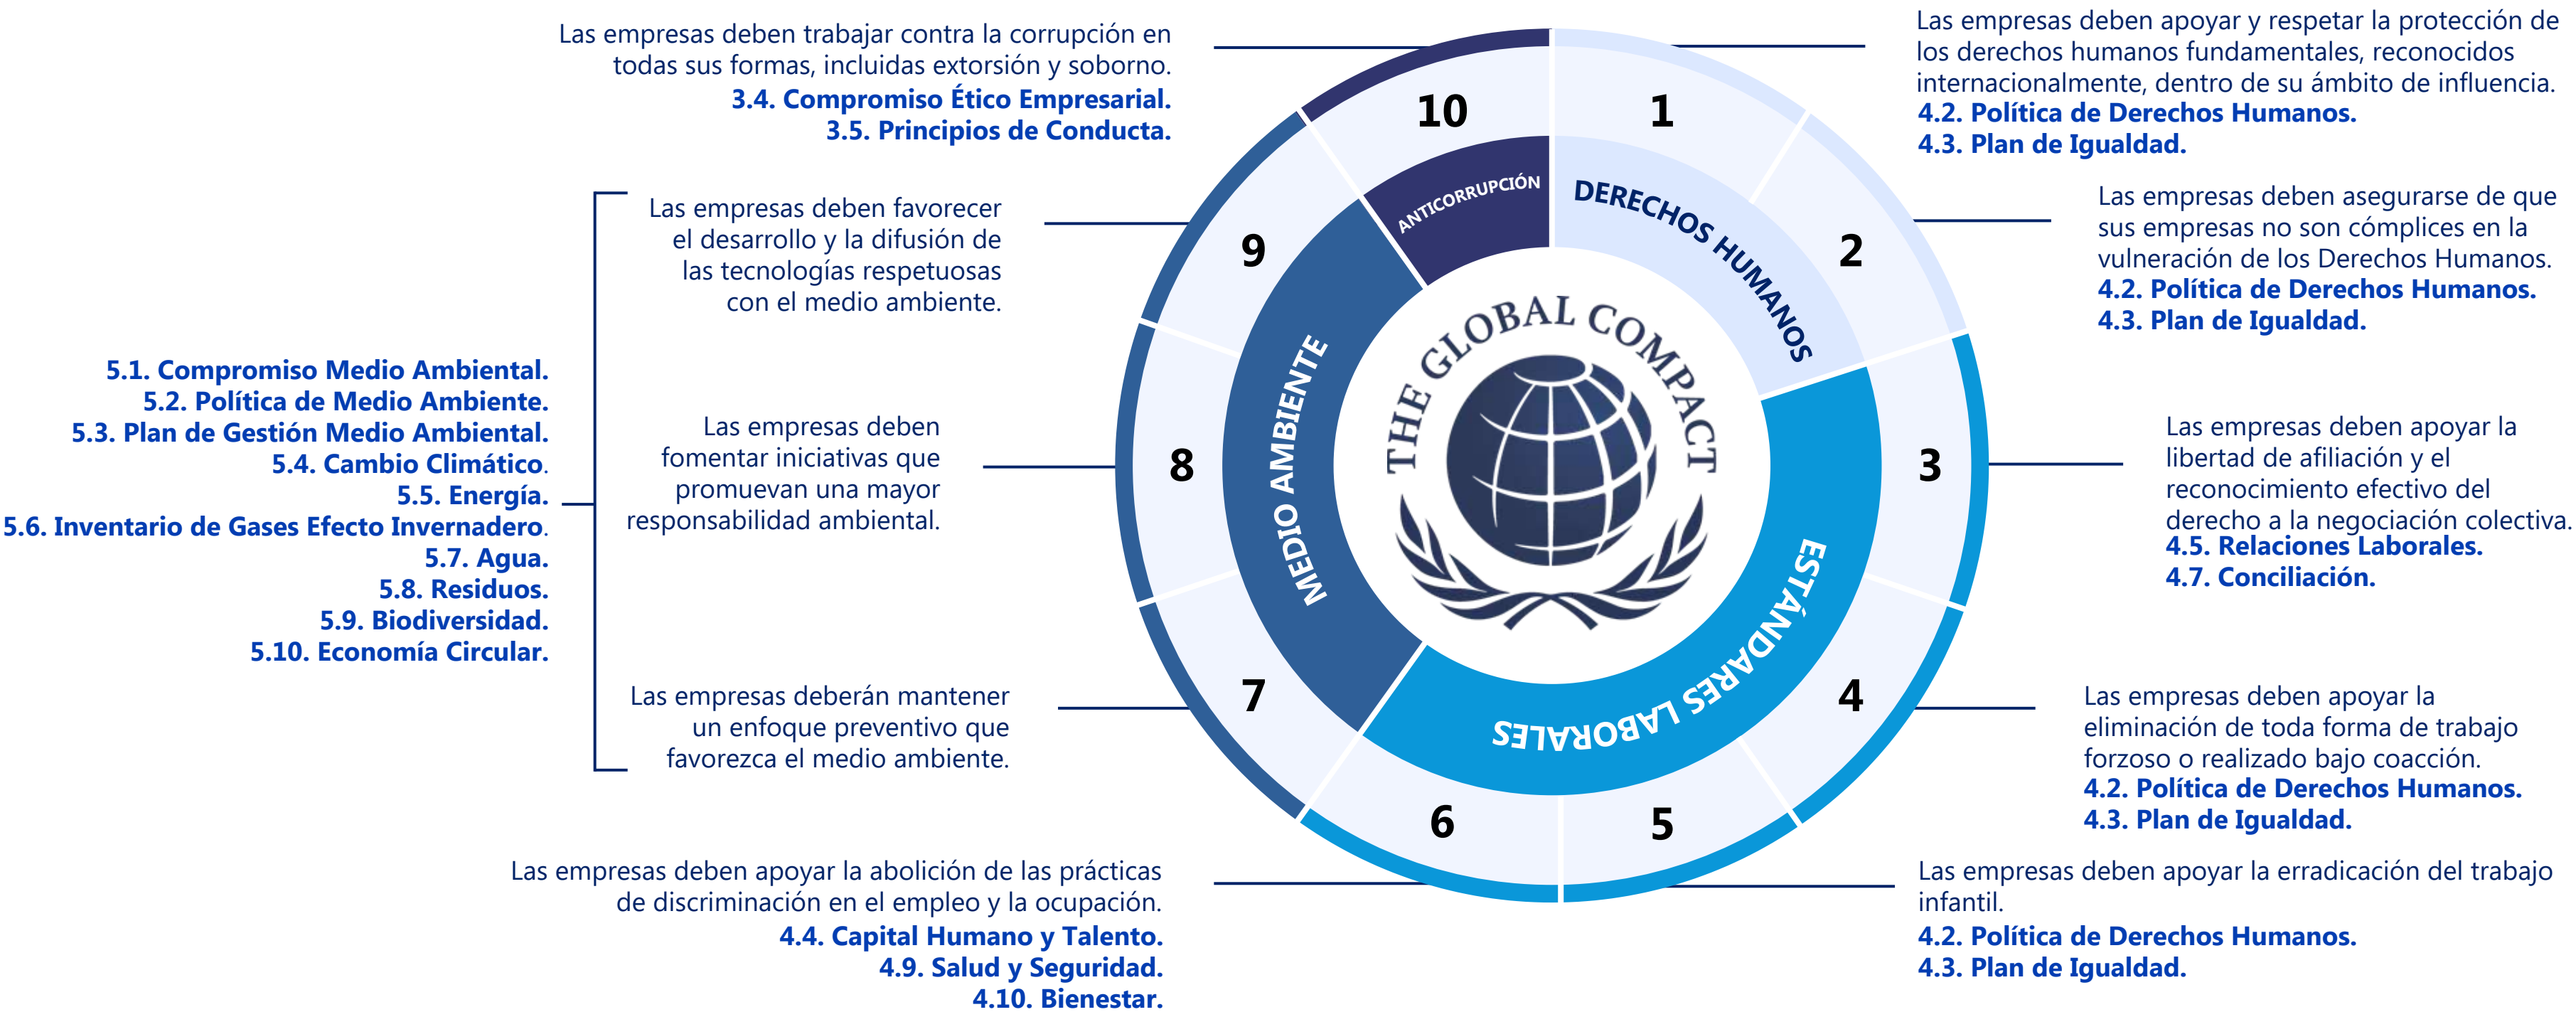 Las empresas deben trabajar contra la corrupción en
todas sus formas, incluidas extorsión y soborno.
3.4. Compromiso Ético Empresarial.
3.5. Principios de Conducta.
Las empresas deben favorecer
el desarrollo y la difusión de
las tecnologías respetuosas
con el medio ambiente.
Las empresas deben
fomentar iniciativas que
promuevan una mayor
responsabilidad ambiental.
Las empresas deberán mantener
un enfoque preventivo que
favorezca el medio ambiente.
5.1. Compromiso Medio Ambiental.
5.2. Política de Medio Ambiente.
5.3. Plan de Gestión Medio Ambiental.
5.4. Cambio Climático.
5.5. Energía.
5.6. Inventario de Gases Efecto Invernadero.
5.7. Agua.
5.8. Residuos.
5.9. Biodiversidad.
5.10. Economía Circular.
Las empresas deben apoyar la abolición de las prácticas
de discriminación en el empleo y la ocupación.
4.4. Capital Humano y Talento.
4.9. Salud y Seguridad.
4.10. Bienestar.
10
1
2
3
4
5
6
7
8
9
ANTICORRUPCIÓN
DERECHOS HUMANOS
ESTÁNDARES LABORALES
MEDIO AMBIENTE
THE GLOBAL COMPACT
Las empresas deben apoyar y respetar la protección de
los derechos humanos fundamentales, reconocidos
internacionalmente, dentro de su ámbito de influencia.
4.2. Política de Derechos Humanos.
4.3. Plan de Igualdad.
Las empresas deben asegurarse de que
sus empresas no son cómplices en la
vulneración de los Derechos Humanos.
4.2. Política de Derechos Humanos.
4.3. Plan de Igualdad.
Las empresas deben apoyar la
libertad de afiliación y el
reconocimiento efectivo del
derecho a la negociación colectiva.
4.5. Relaciones Laborales.
4.7. Conciliación.
Las empresas deben apoyar la
eliminación de toda forma de trabajo
forzoso o realizado bajo coacción.
4.2. Política de Derechos Humanos.
4.3. Plan de Igualdad.
Las empresas deben apoyar la erradicación del trabajo
infantil.
4.2. Política de Derechos Humanos.
4.3. Plan de Igualdad.